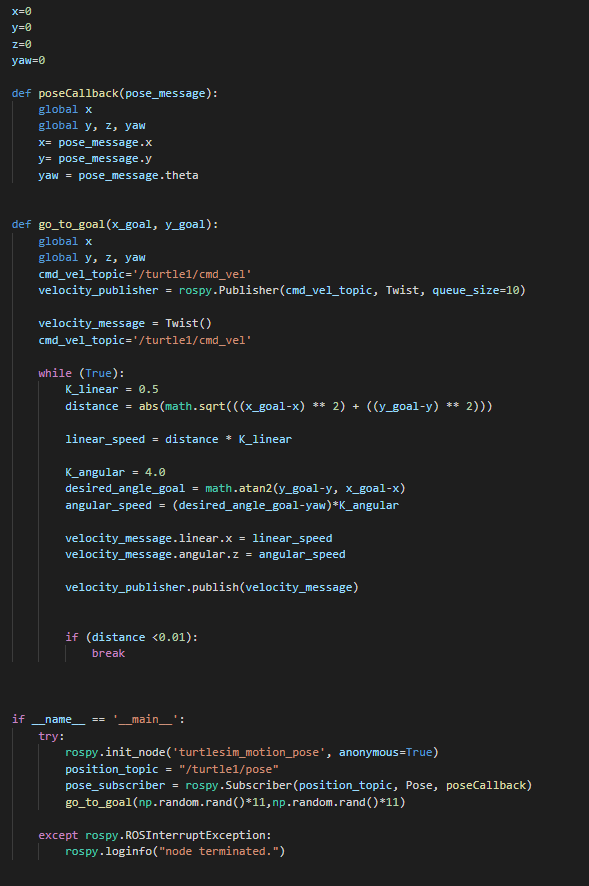 x=0
y=0
z=0
yaw=0
def poseCallback(pose_message):
global x
global y, z, yaw
x= pose_message.x
y= pose_message.y
yaw = pose_message.theta
def go_to_goal(x_goal, y_goal):
global x
global y, z, yaw
cmd_vel_topic='/turtle1/cmd_vel'
velocity_publisher = rospy.Publisher(cmd_vel_topic, Twist, queue_size=10)
velocity_message = Twist()
cmd_vel_topic='/turtle1/cmd_vel'
while (True):
K_linear = 0.5
distance = abs(math.sqrt(((x_goal-x) ** 2) + ((y_goal-y) ** 2)))
linear_speed = distance * K_linear
K_angular = 4.0
desired_angle_goal = math.atan2(y_goal-y, x_goal-x)
angular_speed = (desired_angle_goal-yaw)*K_angular
velocity_message.linear.x = linear_speed
velocity_message.angular.z = angular_speed
velocity_publisher.publish(velocity_message)
if (distance <0.01):
break
if __name__ == '__main__':
try:
rospy.init_node('turtlesim_motion_pose', anonymous=True)
position_topic = "/turtle1/pose"
pose_subscriber = rospy.Subscriber(position_topic, Pose, poseCallback)
go_to_goal(np.random.rand()*11,np.random.rand()*11)
except rospy.ROSInterruptException:
rospy.loginfo("node terminated.")